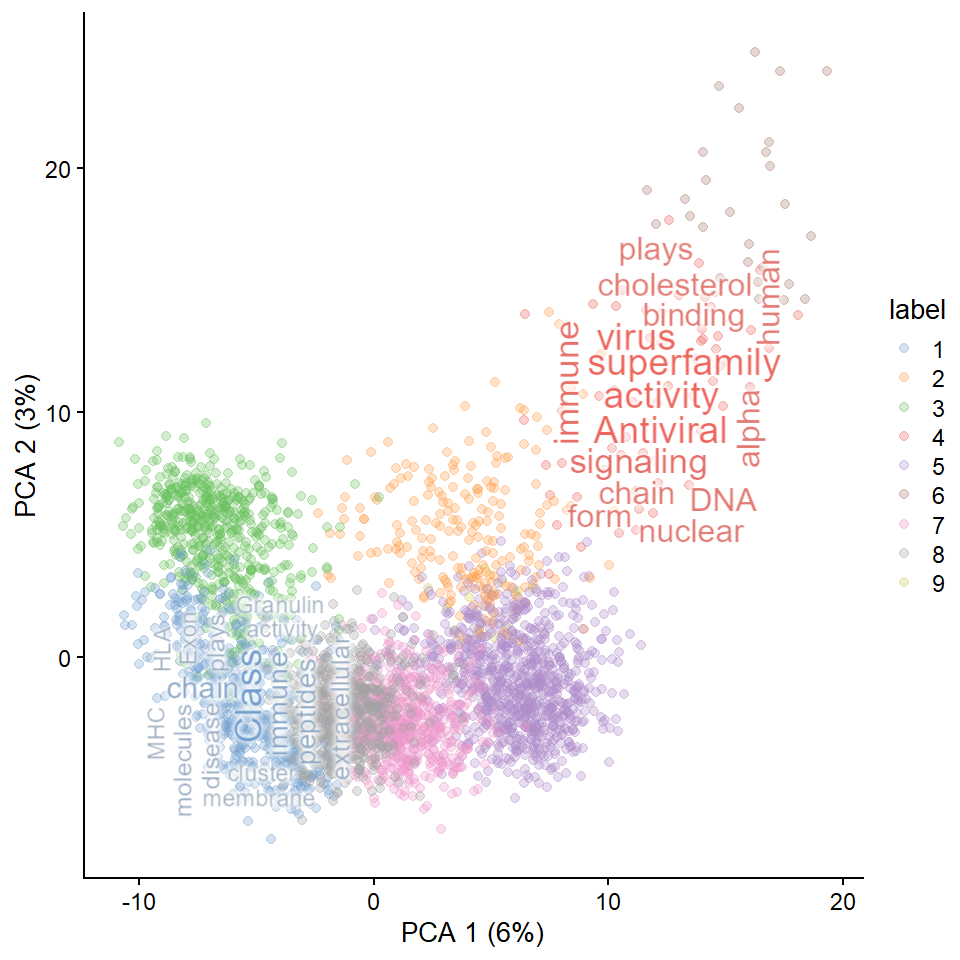 20
10
0
-10
0
10
20
PCA 2 (3%)
PCA 1 (6%)
plays
cholesterol
human
binding
virus
immune
superfamily
activity
alpha
Antiviral
signaling
chain
DNA
form
nuclear
Granulin
activity
HLA
Exon
plays
Class
immune
peptides
extracellular
chain
MHC
molecules
disease
cluster
membrane
label
1
2
3
4
5
6
7
8
9